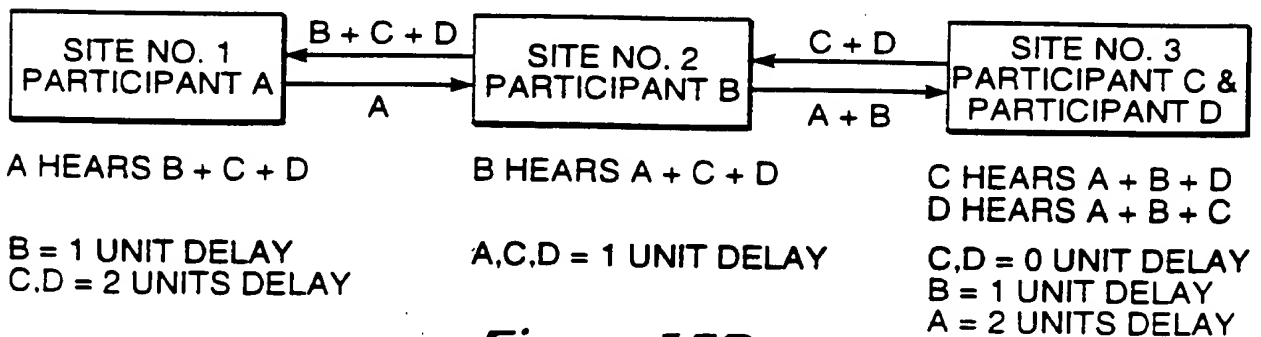 SITE NO. 1
PARTICIPANT A
B + C + D
A
SITE NO. 2
PARTICIPANT B
C + D
A + B
SITE NO. 3
PARTICIPANT C &
PARTICIPANT D
A HEARS B + C + D
B = 1 UNIT DELAY
C,D = 2 UNITS DELAY
B HEARS A + C + D
A,C,D = 1 UNIT DELAY
C HEARS A + B + D
D HEARS A + B + C
C,D = 0 UNIT DELAY
B = 1 UNIT DELAY
A = 2 UNITS DELAY